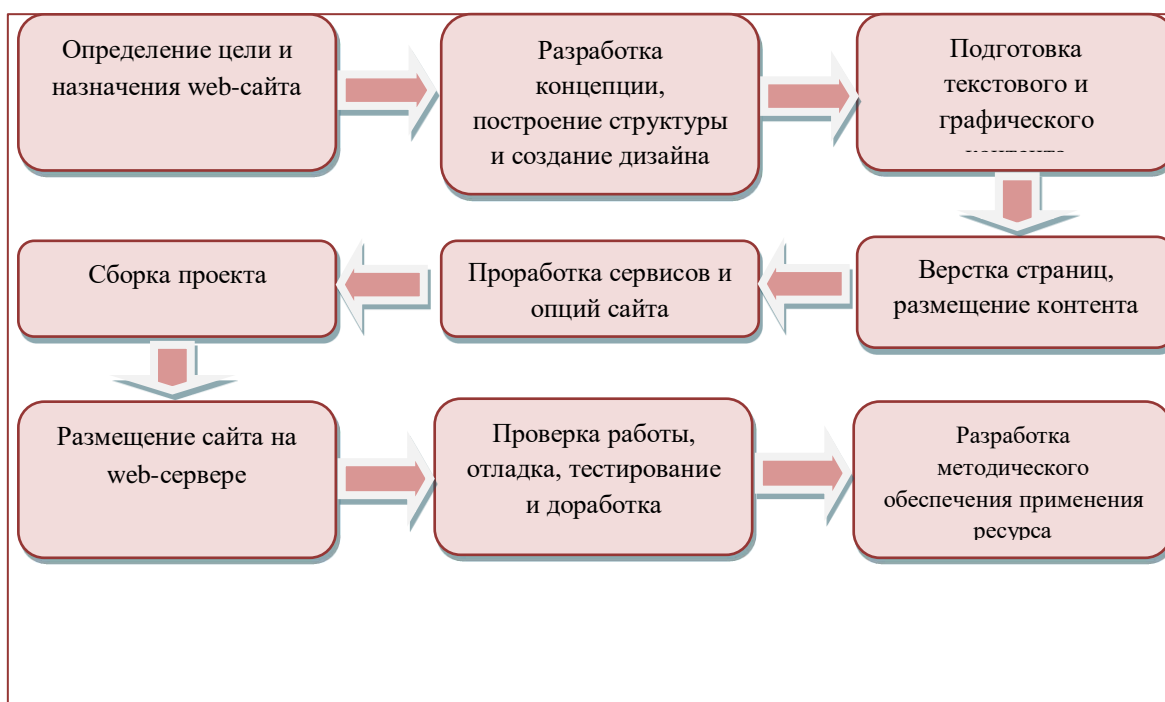 Определение цели и
назначения web-сайта
Разработка
концепции,
построение структуры
и создание дизайна
Подготовка
текстового и
графического
Верстка страниц,
размещение контента
Проработка сервисов и
опций сайта
Сборка проекта
Размещение сайта на
web-сервере
Проверка работы,
отладка, тестирование
и доработка
Разработка
методического
обеспечения применения
ресурса